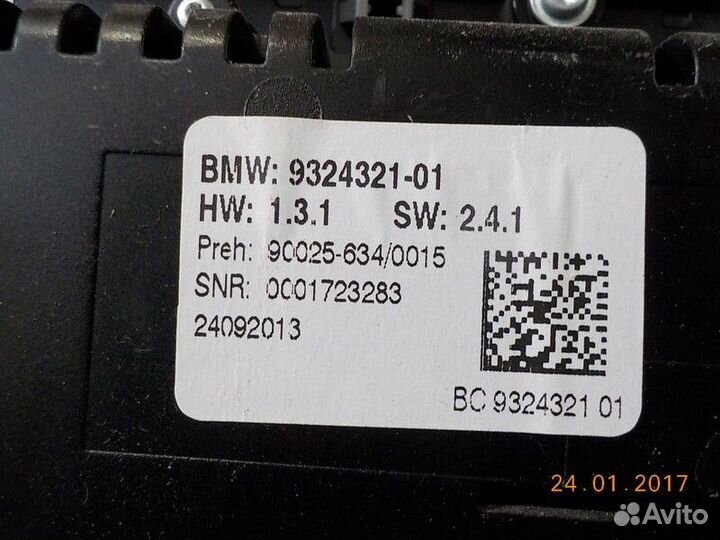 BMW: 9324321-01
HW: 1.3.1 SW: 2.4.1
Preh: 90025-634/0015
SNR: 0001723283
24092013
BC 9324321 01
24.01.2017
Avito